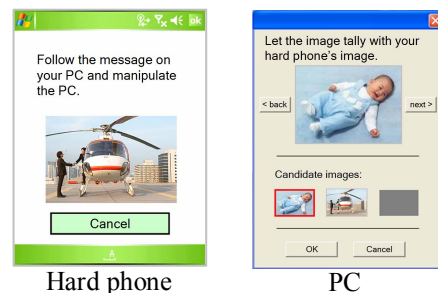 ok
Follow the message on
your PC and manipulate
the PC.
Cancel
Hard phone
Let the image tally with your
hard phone's image.
< back
next >
Candidate images:
OK
Cancel
PC